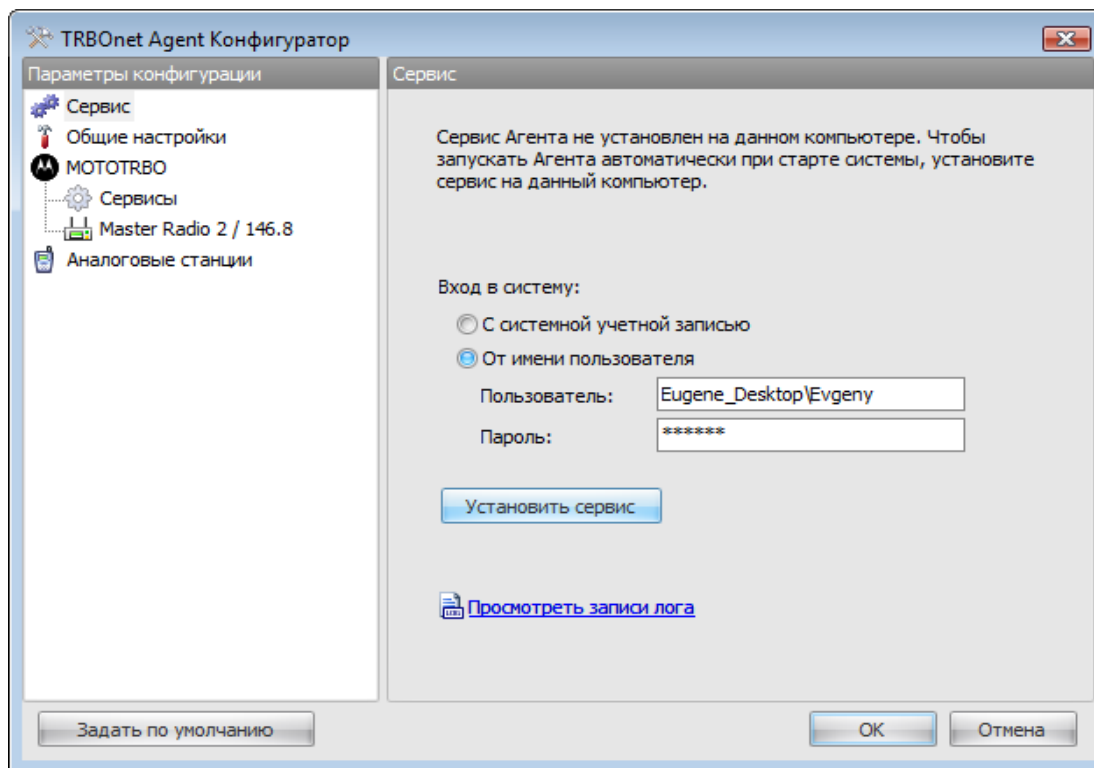 TRBOnet Agent Конфигуратор
Параметры конфигурации
Сервис
Общие настройки
MOTOTRBO
Сервисы
Master Radio 2 / 146.8
Аналоговые станции
Сервис
Сервис Агента не установлен на данном компьютере. Чтобы
запускать Агента автоматически при старте системы, установите
сервис на данный компьютер.
Вход в систему:
С системной учетной записью
От имени пользователя
Пользователь:
Eugene_Desktop\Evgeny
Пароль:
******
Установить сервис
LOG
Просмотреть записи лога
Задать по умолчанию
OK
Отмена